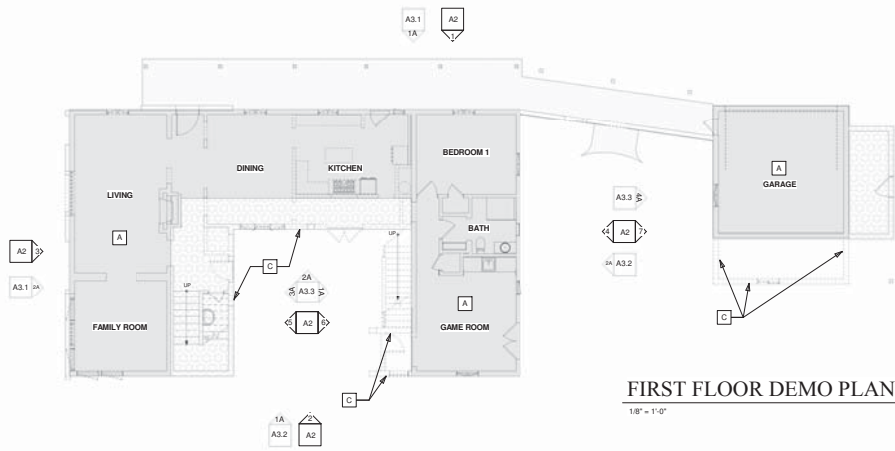 A3.1
1A
A2
1
BEDROOM 1
DINING
KITCHEN
A
GARAGE
LIVING
A3.3
4A
BATH
UP
A
4
A2
7
A2
3
C
2A
A3.2
A3.1
2A
2A
3A
A3.3
1A
UP
A
C
FAMILY ROOM
5
A2
6
GAME ROOM
C
FIRST FLOOR DEMO PLAN
1/8" = 1'-0"
1A
A3.2
2
A2